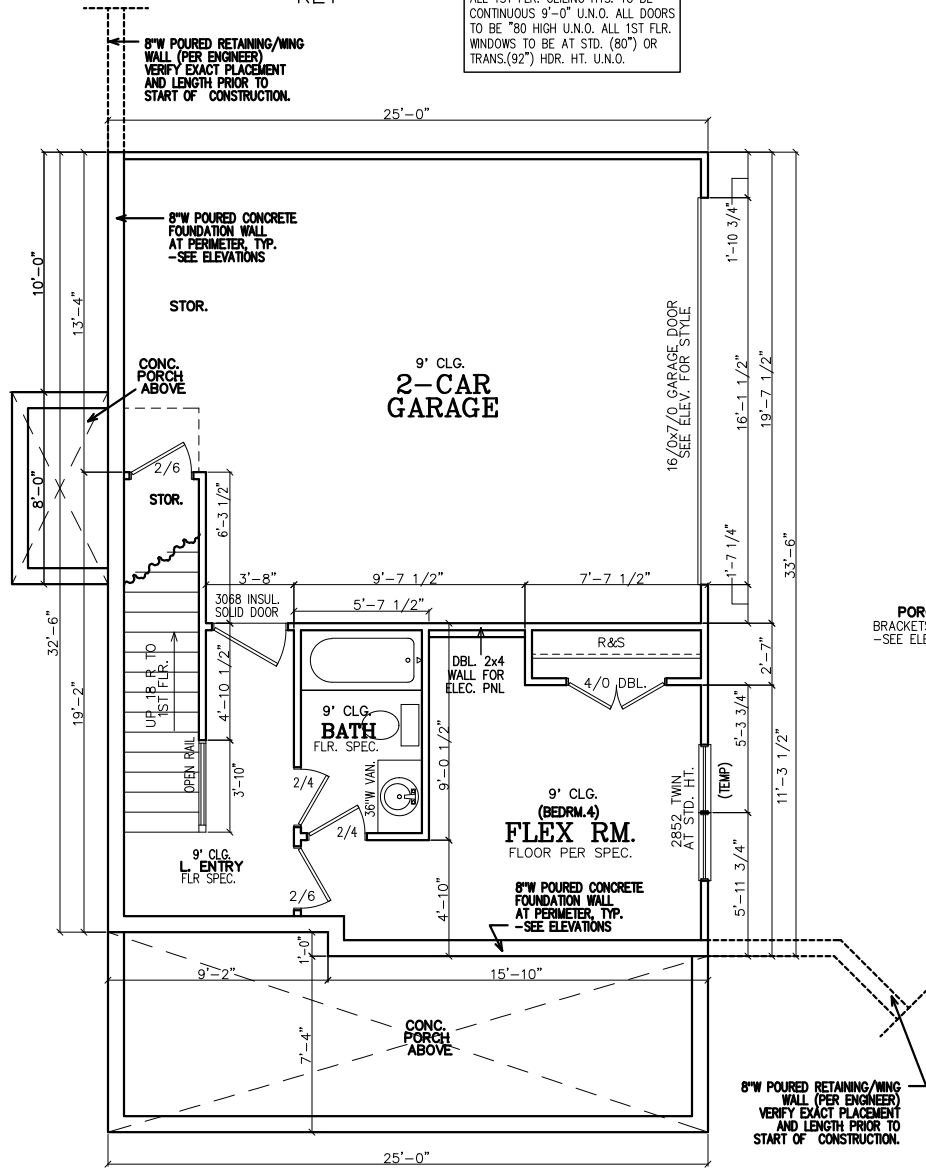 ALL 1ST FLR. CEILING HTS. TO BE
CONTINUOUS 9'-0" U.N.O. ALL DOORS
TO BE "80 HIGH U.N.O. ALL 1ST FLR.
WINDOWS TO BE AT STD. (80") OR
TRANS.(92") HDR. HT. U.N.O.
8"W POURED RETAINING/WING
WALL (PER ENGINEER)
VERIFY EXACT PLACEMENT
AND LENGTH PRIOR TO
START OF CONSTRUCTION.
25'-0"
8"W POURED CONCRETE
FOUNDATION WALL
AT PERIMETER, TYP.
-SEE ELEVATIONS
10'-0"
13'-4"
STOR.
1'-10 3/4"
CONC.
PORCH
ABOVE
9' CLG.
2-CAR
GARAGE
16/0x7/0 GARAGE DOOR
SEE ELEV. FOR STYLE
16'-1 1/2"
19'-7 1/2"
2/6
8'-0"
STOR.
6'-3 1/2"
1'-7 1/4"
33'-6"
3'-8"
9'-7 1/2"
7'-7 1/2"
3068 INSUL.
SOLID DOOR
5'-7 1/2"
32'-6"
19'-2"
UP 18 R TO
1ST FLR.
4'-10 1/2"
DBL. 2x4
WALL FOR
ELEC. PNL
R&S
4/0 DBL.
2'-7"
BRACKETS
9' CLG.
BATH
FLR. SPEC.
9'-0 1/2"
5'-3 3/4"
11'-3 1/2"
OPEN RAIL
3'-10"
2/4
36"W VAN.
2/4
9' CLG.
(BEDRM.4)
FLEX RM.
FLOOR PER SPEC.
2852 TWIN
AT STD. HT.
(TEMP)
9' CLG.
L. ENTRY
FLR SPEC.
2/6
4'-10"
8"W POURED CONCRETE
FOUNDATION WALL
AT PERIMETER, TYP.
-SEE ELEVATIONS
5'-11 3/4"
9'-2"
1'-0"
15'-10"
7'-4"
CONC.
PORCH
ABOVE
8"W POURED RETAINING/WING
WALL (PER ENGINEER)
VERIFY EXACT PLACEMENT
AND LENGTH PRIOR TO
START OF CONSTRUCTION.
25'-0"